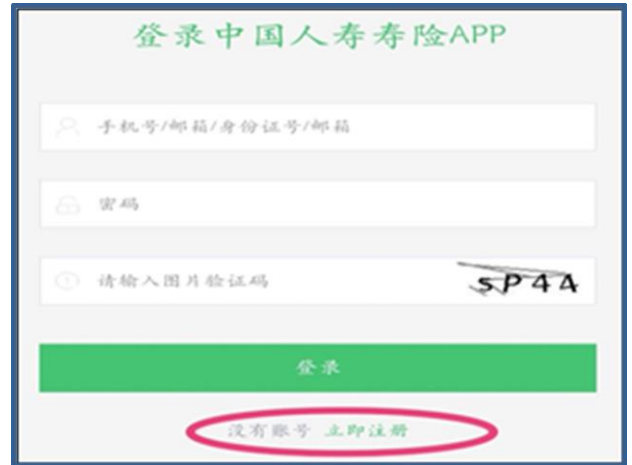 登录中国人寿寿险APP
手机号/邮箱/身份证号/邮箱
密码
请输入图片验证码
SP44
登录
没有账号 立即注册